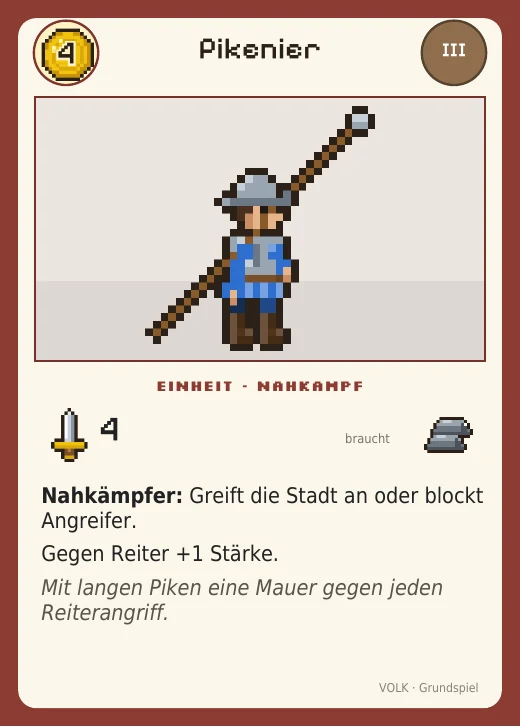 4
Pikenier
III
EINHEIT - NAHKAMPF
4
braucht
Nahkämpfer: Greift die Stadt an oder blockt
Angreifer.
Gegen Reiter +1 Stärke.
Mit langen Piken eine Mauer gegen jeden
Reiterangriff.
VOLK · Grundspiel